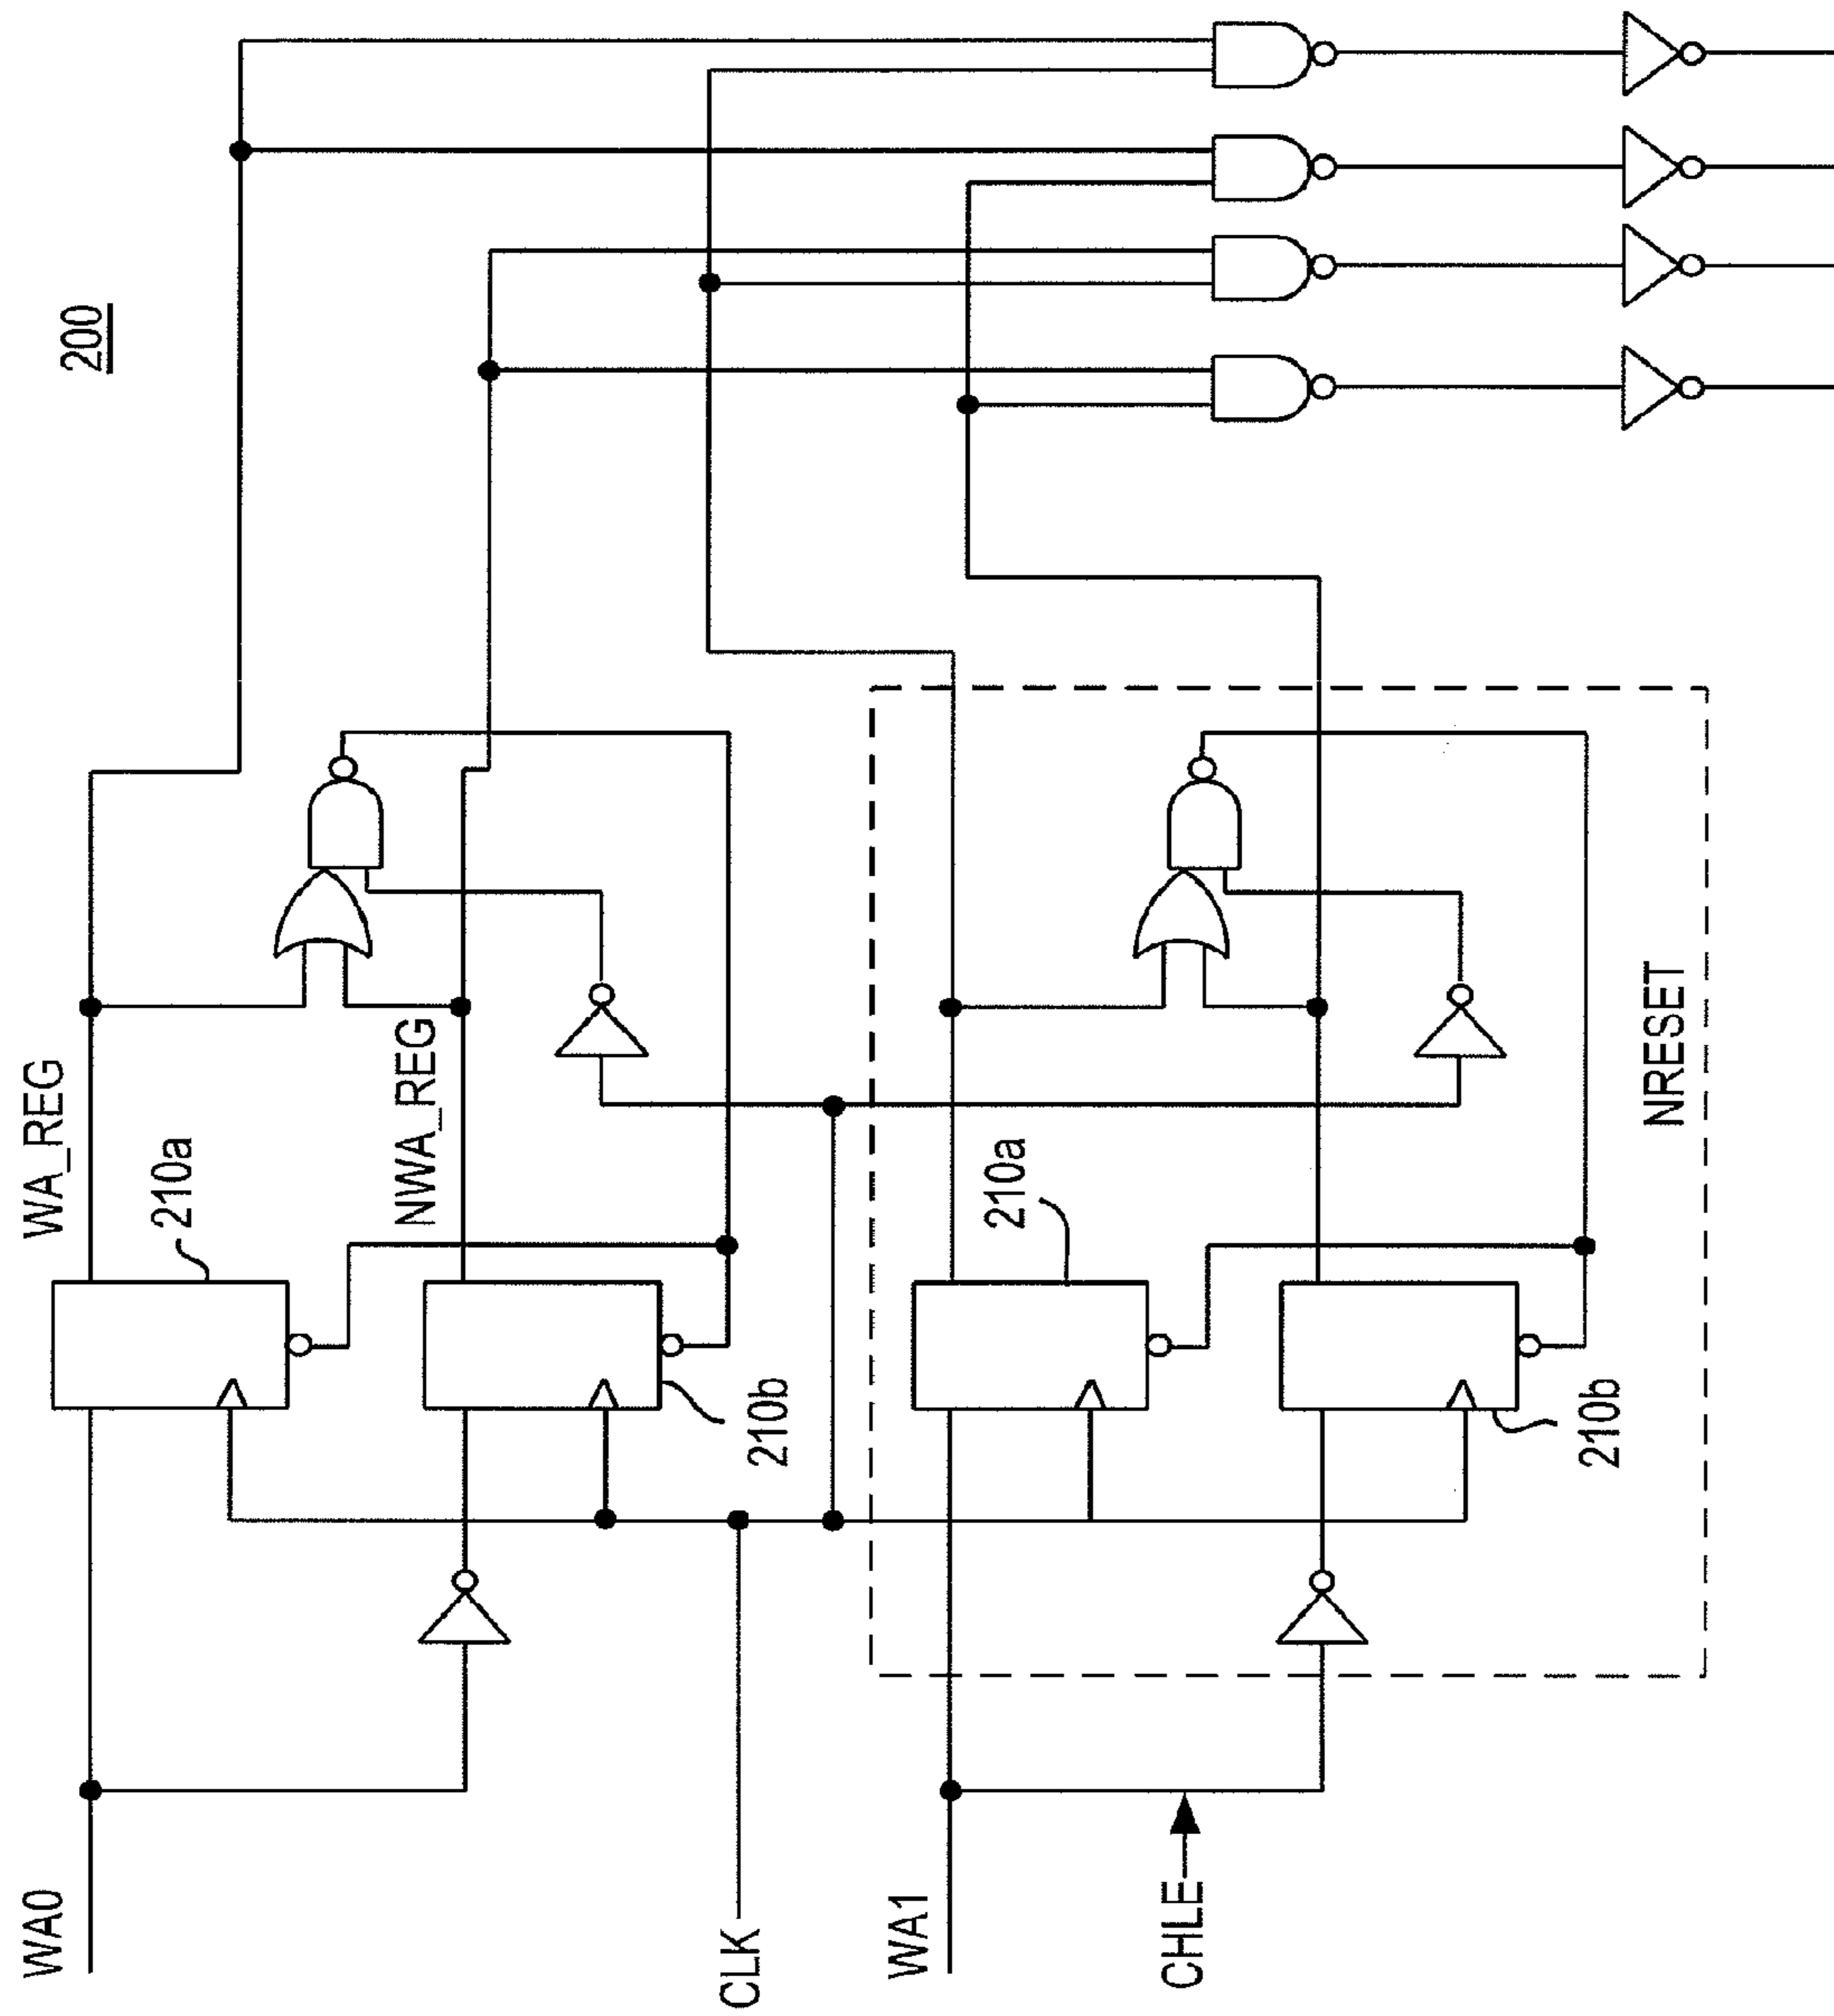 200
WA0
WA_REG
210a
NWA_REG
210b
CLK
WA1
210a
CHLE
210b
NRESET